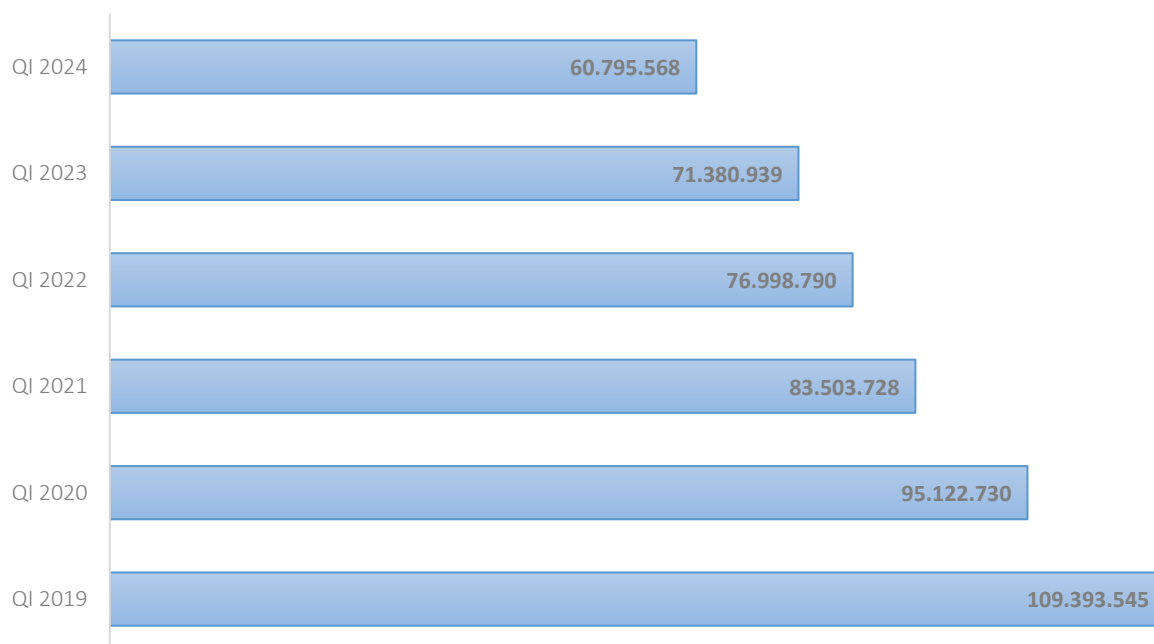 QI 2024 60.795.568
QI 2023 71.380.939
QI 2022 76.998.790
QI 2021 83.503.728
QI 2020 95.122.730
QI 2019 109.393.545